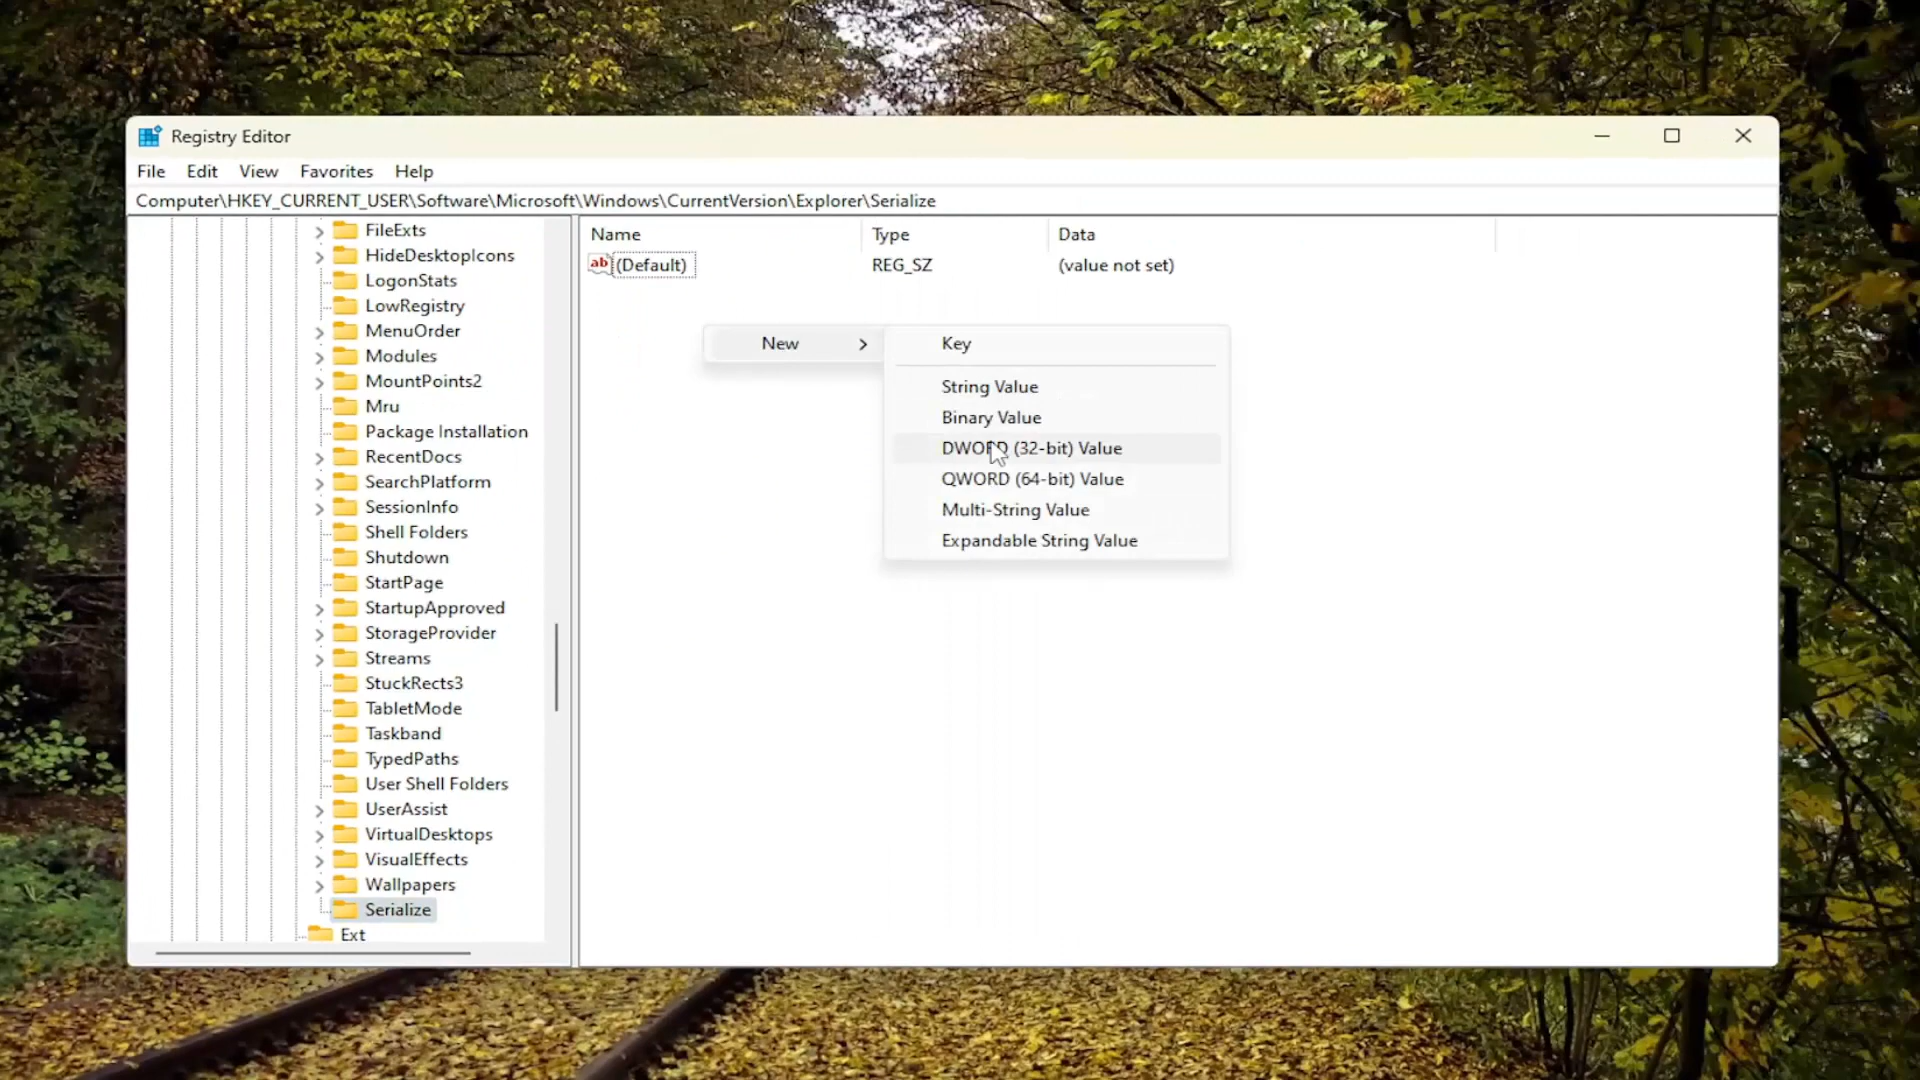 Registry Editor
File Edit View Favorites Help
Computer\HKEY_CURRENT_USER\Software\Microsoft\Windows\CurrentVersion\Explorer\Serialize
FileExts
HideDesktopIcons
LogonStats
LowRegistry
MenuOrder
Modules
MountPoints2
Mru
Package Installation
RecentDocs
SearchPlatform
SessionInfo
Shell Folders
Shutdown
StartPage
StartupApproved
StorageProvider
Streams
StuckRects3
TabletMode
Taskband
TypedPaths
User Shell Folders
UserAssist
VirtualDesktops
VisualEffects
Wallpapers
Serialize
Ext
Name Type Data
ab (Default) REG_SZ (value not set)
New
Key
String Value
Binary Value
DWORD (32-bit) Value
QWORD (64-bit) Value
Multi-String Value
Expandable String Value